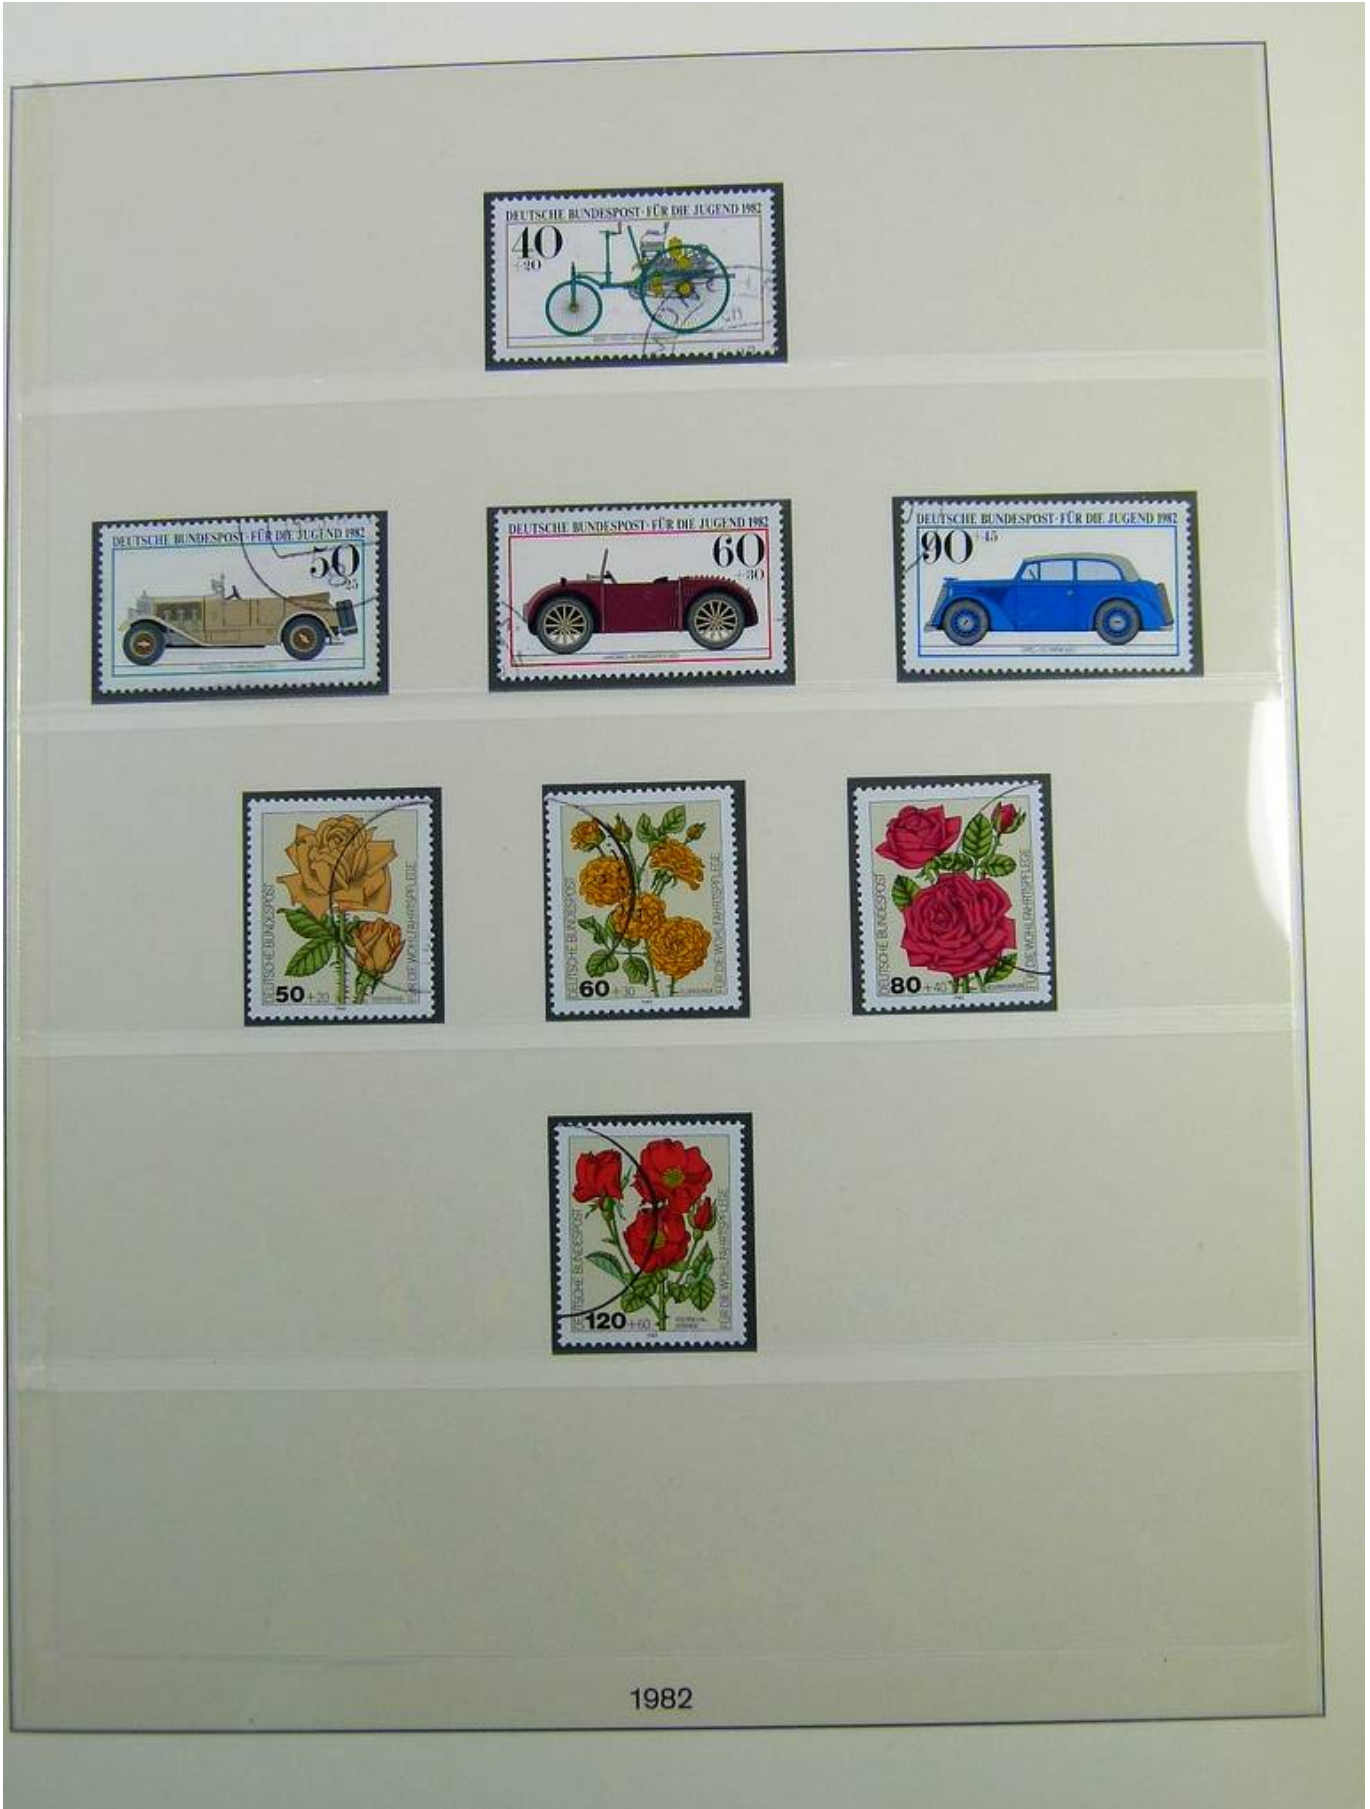 DEUTSCHE BUNDESPOST · FÜR DIE JUGEND 1982
40
+20
DEUTSCHE BUNDESPOST · FÜR DIE JUGEND 1982
50
+25
DEUTSCHE BUNDESPOST · FÜR DIE JUGEND 1982
60
+30
DEUTSCHE BUNDESPOST · FÜR DIE JUGEND 1982
90 +45
DEUTSCHE BUNDESPOST
FÜR DIE WOHLFAHRTSPFLEGE
50 +20
DEUTSCHE BUNDESPOST
FÜR DIE WOHLFAHRTSPFLEGE
60 +30
DEUTSCHE BUNDESPOST
FÜR DIE WOHLFAHRTSPFLEGE
80 +40
DEUTSCHE BUNDESPOST
FÜR DIE WOHLFAHRTSPFLEGE
120 +60
1982